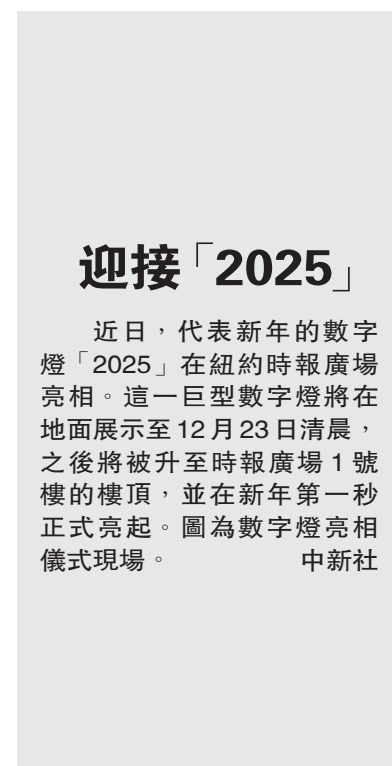 迎接「2025」
近日，代表新年的數字
燈「2025」在紐約時報廣場
亮相。這一巨型數字燈將在
地面展示至12月23日清晨，
之後將被升至時報廣場1號
樓的樓頂，並在新年第一秒
正式亮起。圖為數字燈亮相
儀式現場。 中新社